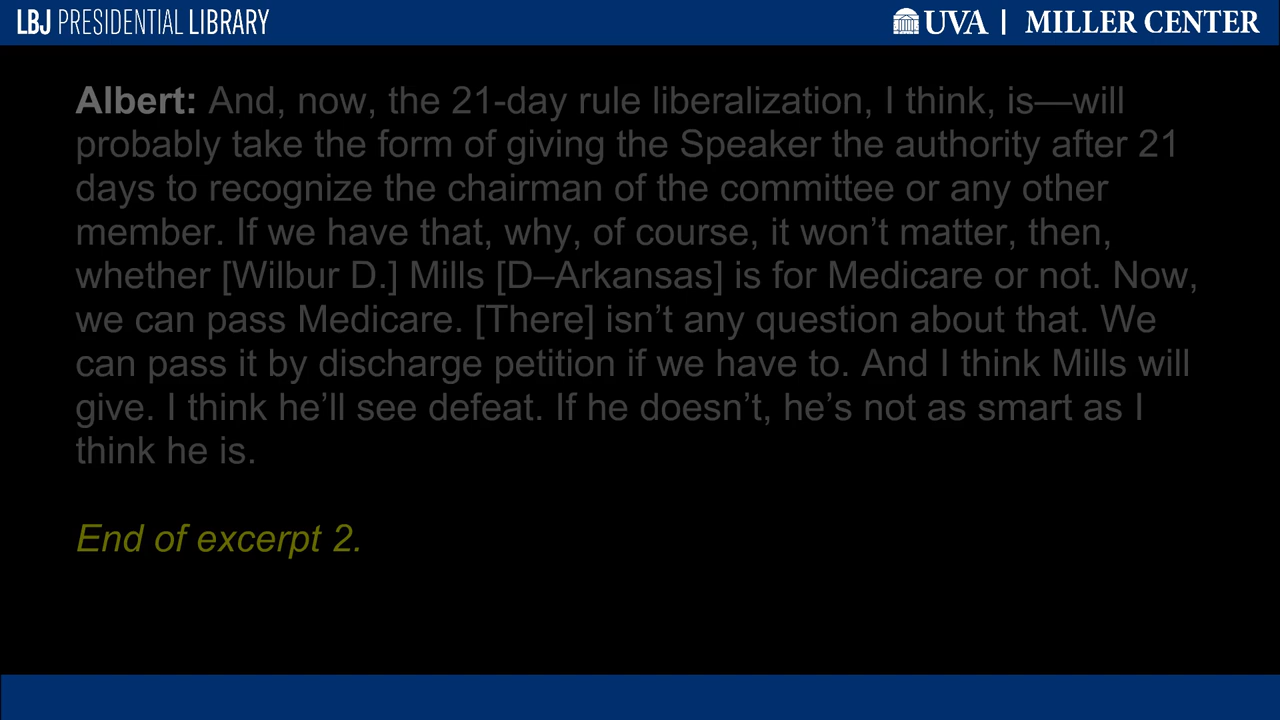 LBJ PRESIDENTIAL LIBRARY
UVA | MILLER CENTER
Albert: And, now, the 21-day rule liberalization, I think, is—will
probably take the form of giving the Speaker the authority after 21
days to recognize the chairman of the committee or any other
member. If we have that, why, of course, it won’t matter, then,
whether [Wilbur D.] Mills [D–Arkansas] is for Medicare or not. Now,
we can pass Medicare. [There] isn’t any question about that. We
can pass it by discharge petition if we have to. And I think Mills will
give. I think he’ll see defeat. If he doesn’t, he’s not as smart as I
think he is.
End of excerpt 2.